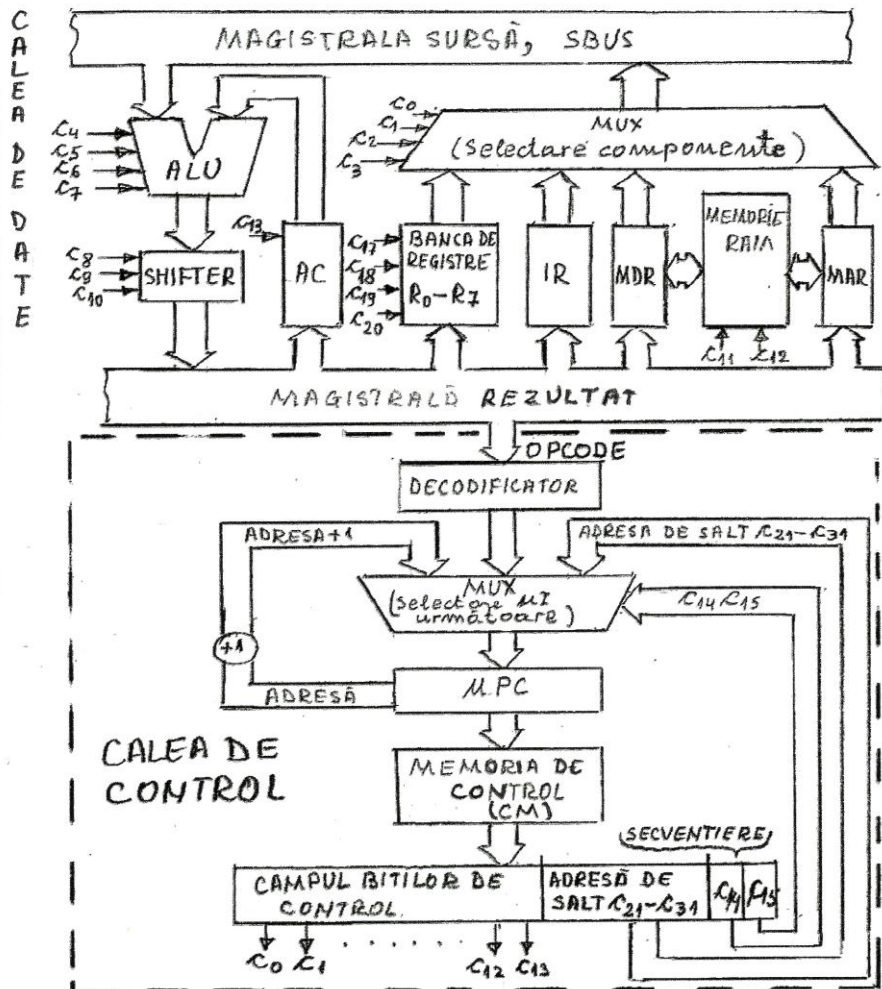 CALEA DE DATE
MAGISTRALA SURSĂ, SBUS
C4
C5
C6
C7
ALU
C0
C1
C2
C3
MUX
(Selectare componente)
C8
C9
C10
SHIFTER
C13
AC
C17
C18
C19
C20
BANCA DE
REGISTRE
R0-R7
IR
MDR
MEMORIE
RAM
C11
C12
MAR
MAGISTRALĂ REZULTAT
OPCODE
DECODIFICATOR
ADRESA+1
ADRESA DE SALT C21-C31
MUX
(Selectare μI
următoare)
C14 C15
+1
ADRESĂ
M.PC
CALEA DE
CONTROL
MEMORIA DE
CONTROL
(CM)
SECVENTIERE
CAMPUL BITILOR DE
CONTROL
ADRESĂ DE
SALT C21-C31
C14
C15
C0
C1
. . . . . . .
C12
C13